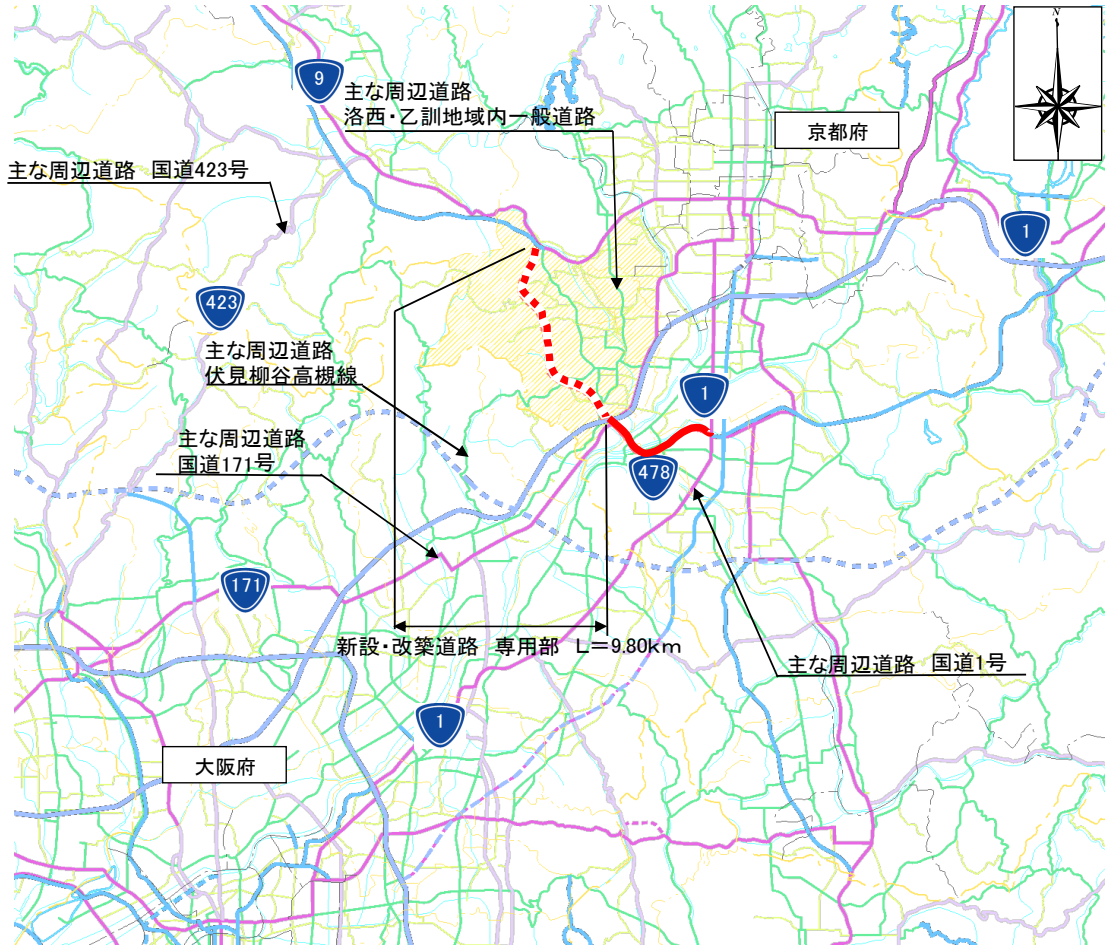 N
9
主な周辺道路
洛西・乙訓地域内一般道路
京都府
主な周辺道路 国道423号
1
423
主な周辺道路
伏見柳谷高槻線
1
主な周辺道路
国道171号
478
171
新設・改築道路 専用部 L=9.80km
主な周辺道路 国道1号
1
大阪府